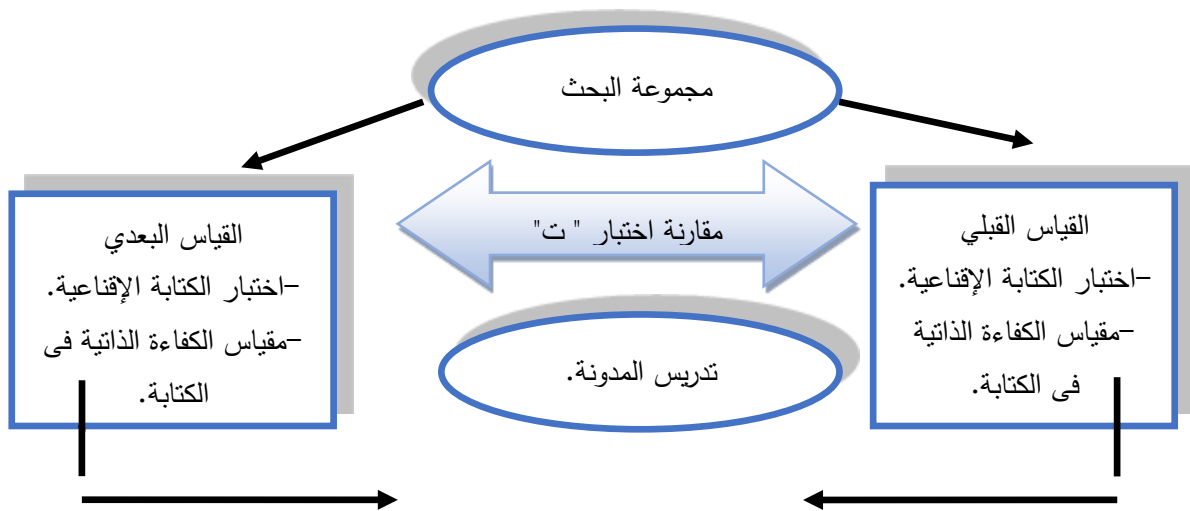 مجموعة البحث
القياس القبلي
-اختبار الكتابة الإقناعية.
-مقياس الكفاءة الذاتية
فى الكتابة.
مقارنة اختبار " ت"
القياس البعدي
-اختبار الكتابة الإقناعية.
-مقياس الكفاءة الذاتية فى
الكتابة.
تدريس المدونة.